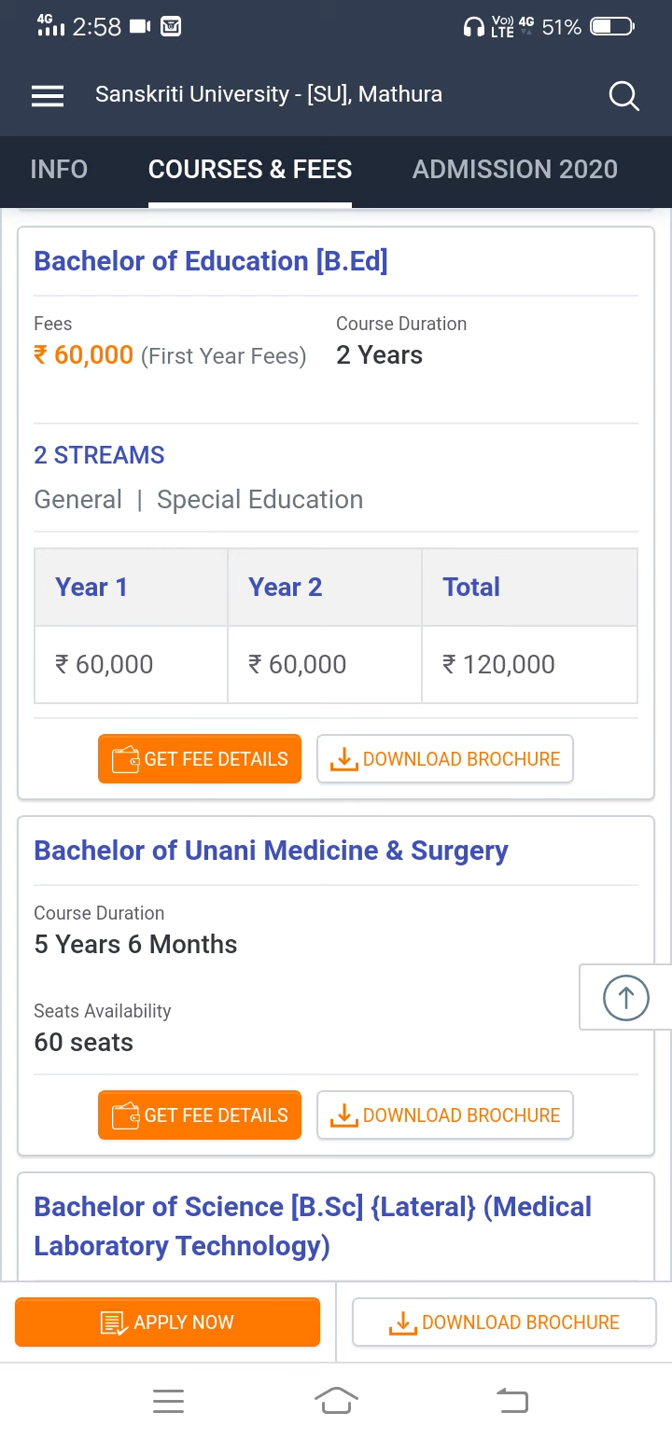 4G 2:58 Vo)) LTE 4G 51%
Sanskriti University - [SU], Mathura
INFO COURSES & FEES ADMISSION 2020
Bachelor of Education [B.Ed]
Fees Course Duration
₹ 60,000 (First Year Fees) 2 Years
2 STREAMS
General | Special Education
Year 1 Year 2 Total
₹ 60,000 ₹ 60,000 ₹ 120,000
GET FEE DETAILS DOWNLOAD BROCHURE
Bachelor of Unani Medicine & Surgery
Course Duration
5 Years 6 Months
Seats Availability
60 seats
GET FEE DETAILS DOWNLOAD BROCHURE
Bachelor of Science [B.Sc] {Lateral} (Medical
Laboratory Technology)
APPLY NOW DOWNLOAD BROCHURE